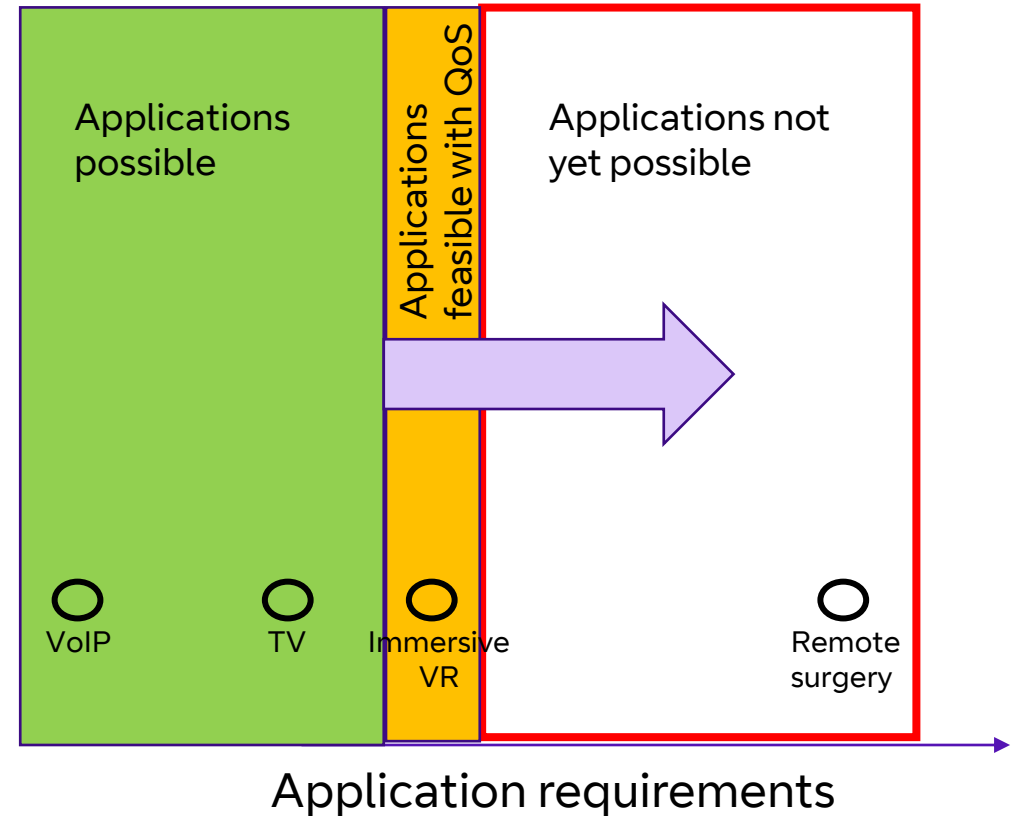 Applications
possible
Applications
feasible with QoS
Applications not
yet possible
VoIP
TV
Immersive
VR
Remote
surgery
Application requirements